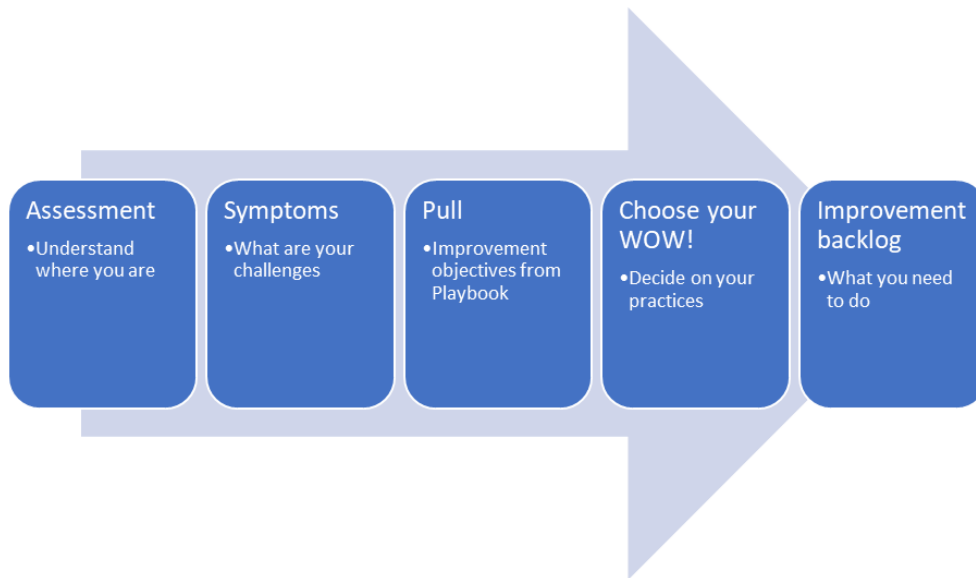 Assessment
•Understand
where you are
Symptoms
•What are your
challenges
Pull
•Improvement
objectives from
Playbook
Choose your
WOW!
•Decide on your
practices
Improvement
backlog
•What you need
to do